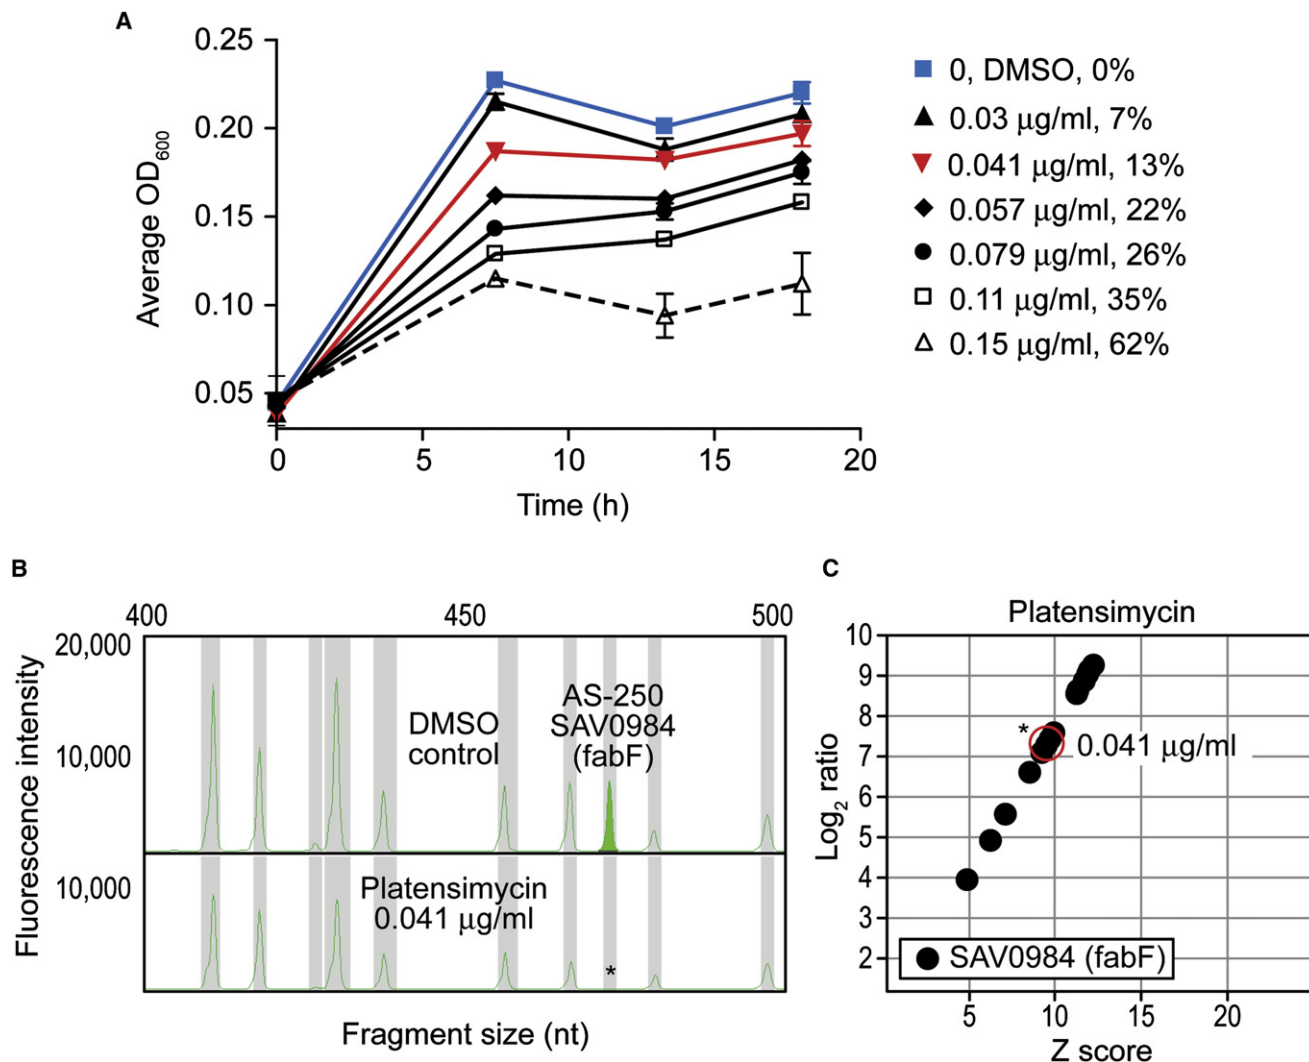 A
0.25
0.20
0.15
0.10
0.05
Average OD600
0
5
10
15
20
Time (h)
0, DMSO, 0%
0.03 μg/ml, 7%
0.041 μg/ml, 13%
0.057 μg/ml, 22%
0.079 μg/ml, 26%
0.11 μg/ml, 35%
0.15 μg/ml, 62%
B
400
450
500
20,000
10,000
10,000
Fluorescence intensity
DMSO
control
AS-250
SAV0984
(fabF)
Platensimycin
0.041 μg/ml
*
Fragment size (nt)
C
Platensimycin
10
9
8
7
6
5
4
3
2
Log2 ratio
*
0.041 μg/ml
SAV0984 (fabF)
5
10
15
20
Z score